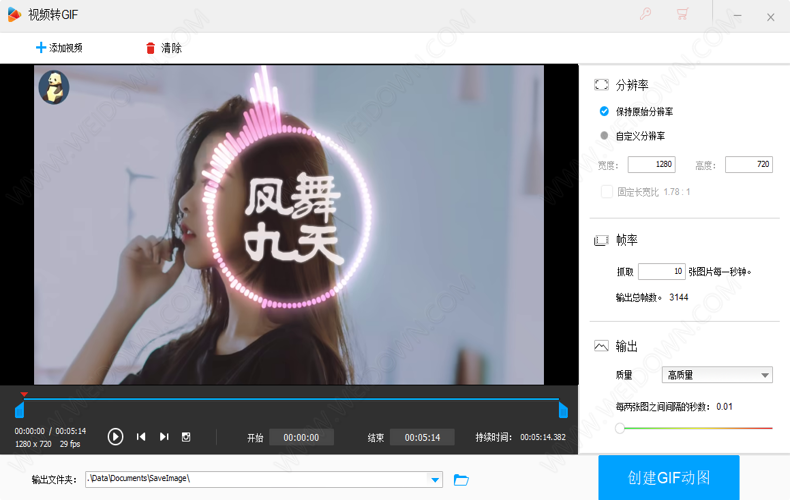 视频转GIF
添加视频
清除
凤舞
九天
分辨率
保持原始分辨率
自定义分辨率
宽度: 1280 高度: 720
固定长宽比 1.78 : 1
帧率
抓取 10 张图片每一秒钟。
输出总帧数。 3144
输出
质量 高质量
每两张图之间间隔的秒数: 0.01
00:00:00 / 00:05:14
1280 x 720 29 fps
开始 00:00:00
结束 00:05:14
持续时间: 00:05:14.382
输出文件夹: .\Data\Documents\SaveImage\
创建GIF动图
WWW.WEIDOWN.COM